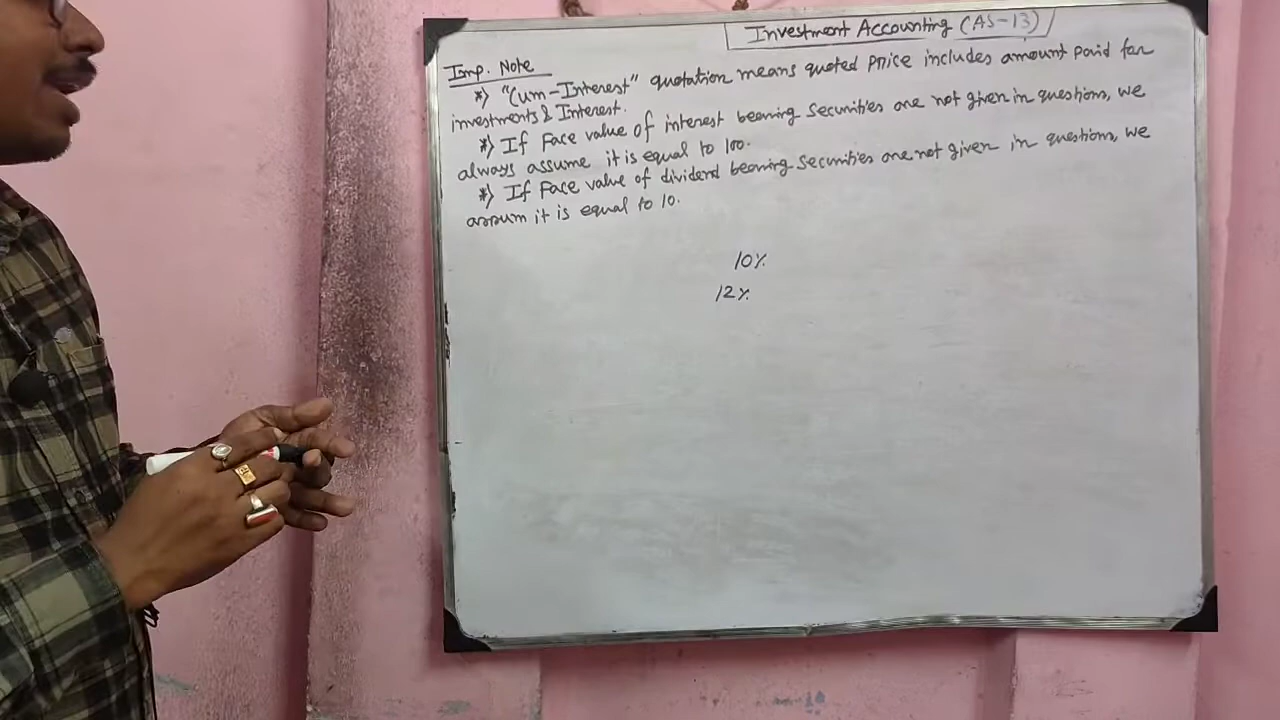 Investment Accounting (AS-13)
Imp. Note
*) "Cum-Interest" quotation means quoted price includes amount paid for
investments & Interest.
*) If Face value of interest bearing securities are not given in questions, we
always assume it is equal to 100.
*) If Face value of dividend bearing securities are not given in questions, we
assum it is equal to 10.
10%
12%